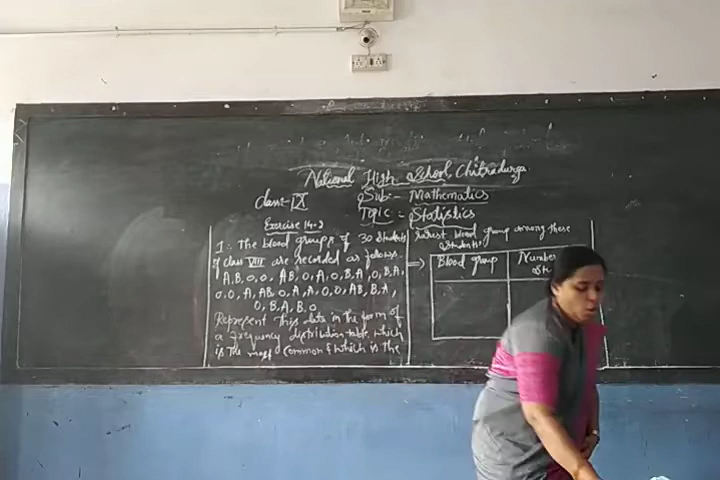 National High School, Chitradurga
class:- IX
Sub:- Mathematics
Topic :- Statistics
Exercise 14.2
1. The blood groups of 30 students
of class VIII are recorded as follows.
A, B, O, O, AB, O, A, O, B, A, O, B, A,
O, O, A, AB, O, A, A, O, O, AB, B, A,
O, B, A, B, O
Represent this data in the form of
a frequency distribution table which
is the most common & which is the
rarest blood group among these
students.
⇒
Blood group
Number